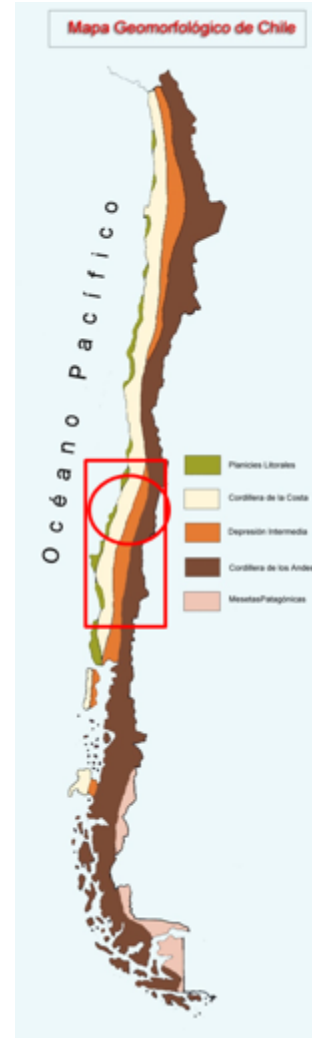 Mapa Geomorfológico de Chile
Océano Pacífico
Planicies Litorales
Cordillera de la Costa
Depresión Intermedia
Cordillera de los Andes
MesetasPatagónicas